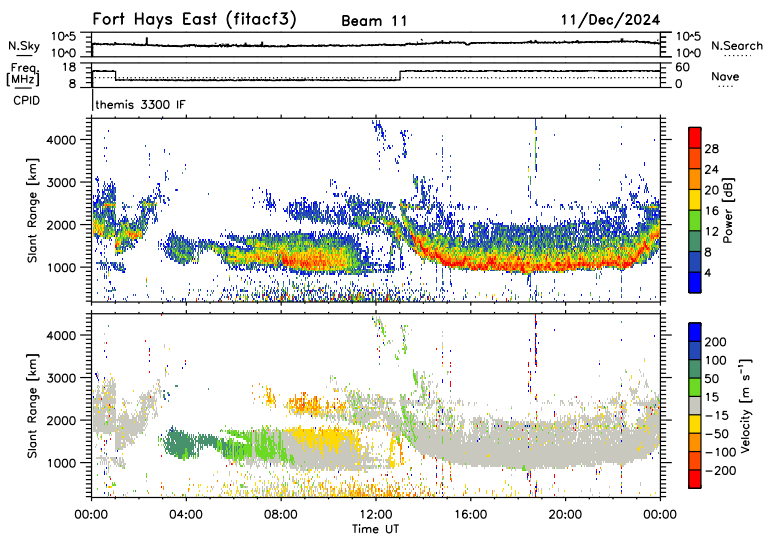 Fort Hays East (fitacf3) Beam 11 11/Dec/2024
N.Sky 10^5 10^0 10^5 10^0 N.Search
Freq. [MHz] 18 8 60 0 Nave
CPID themis 3300 IF
Slant Range [km] 4000 3000 2000 1000
Power [dB] 28 24 20 16 12 8 4
Slant Range [km] 4000 3000 2000 1000
Velocity [m s⁻¹] 200 100 50 15 −15 −50 −100 −200
00:00 04:00 08:00 12:00 16:00 20:00 00:00
Time UT